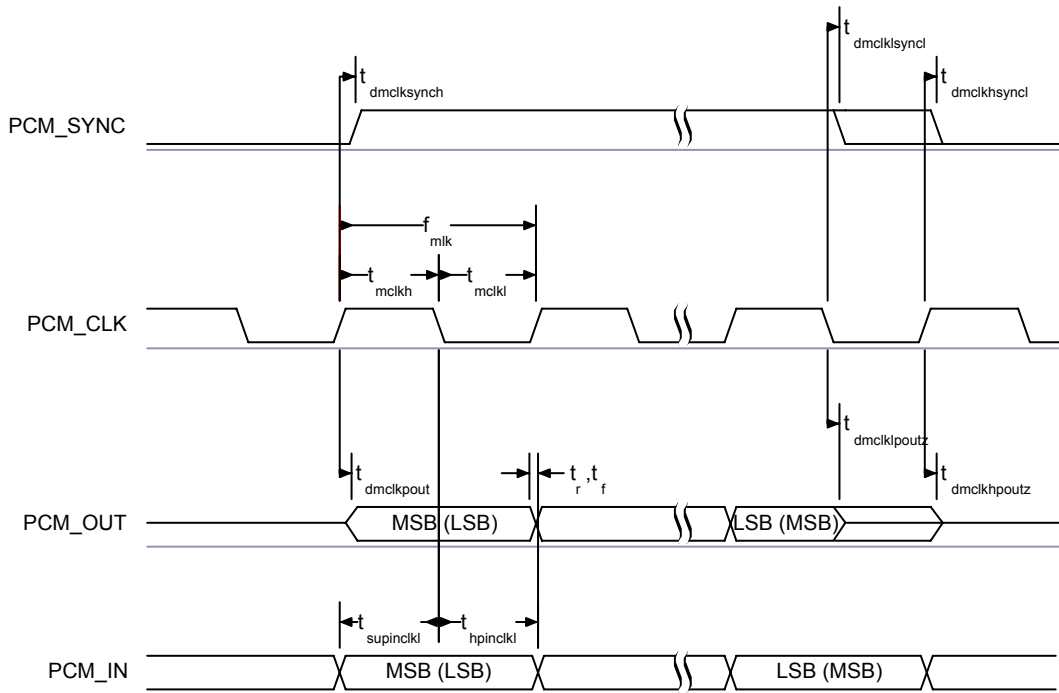 t dmclklsyncl
t dmclksynch
t dmclkhsyncl
PCM_SYNC
f mlk
t mclkh
t mclkl
PCM_CLK
t dmclklpoutz
t dmclkpout
t r ,t f
t dmclkhpoutz
PCM_OUT
MSB (LSB)
LSB (MSB)
t supinclkl
t hpinclkl
PCM_IN
MSB (LSB)
LSB (MSB)